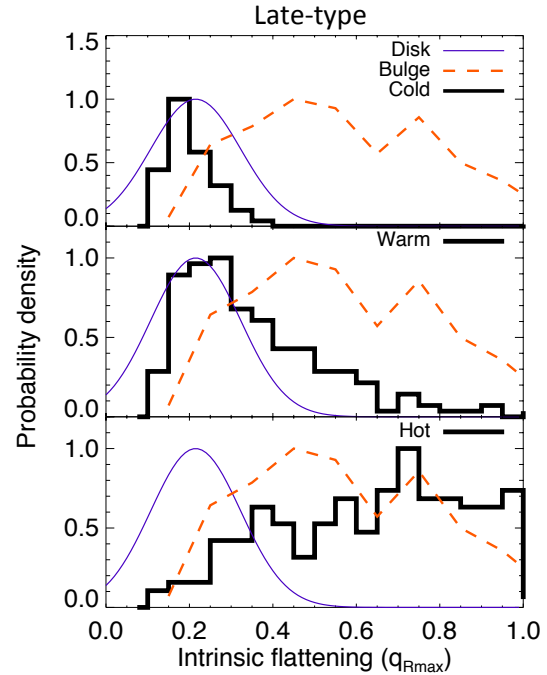 Late-type
1.5
Disk
Bulge
Cold
1.0
0.5
0.0
Warm
1.0
0.5
0.0
Hot
1.0
0.5
0.0
Probability density
0.0 0.2 0.4 0.6 0.8 1.0
Intrinsic flattening (q_Rmax)